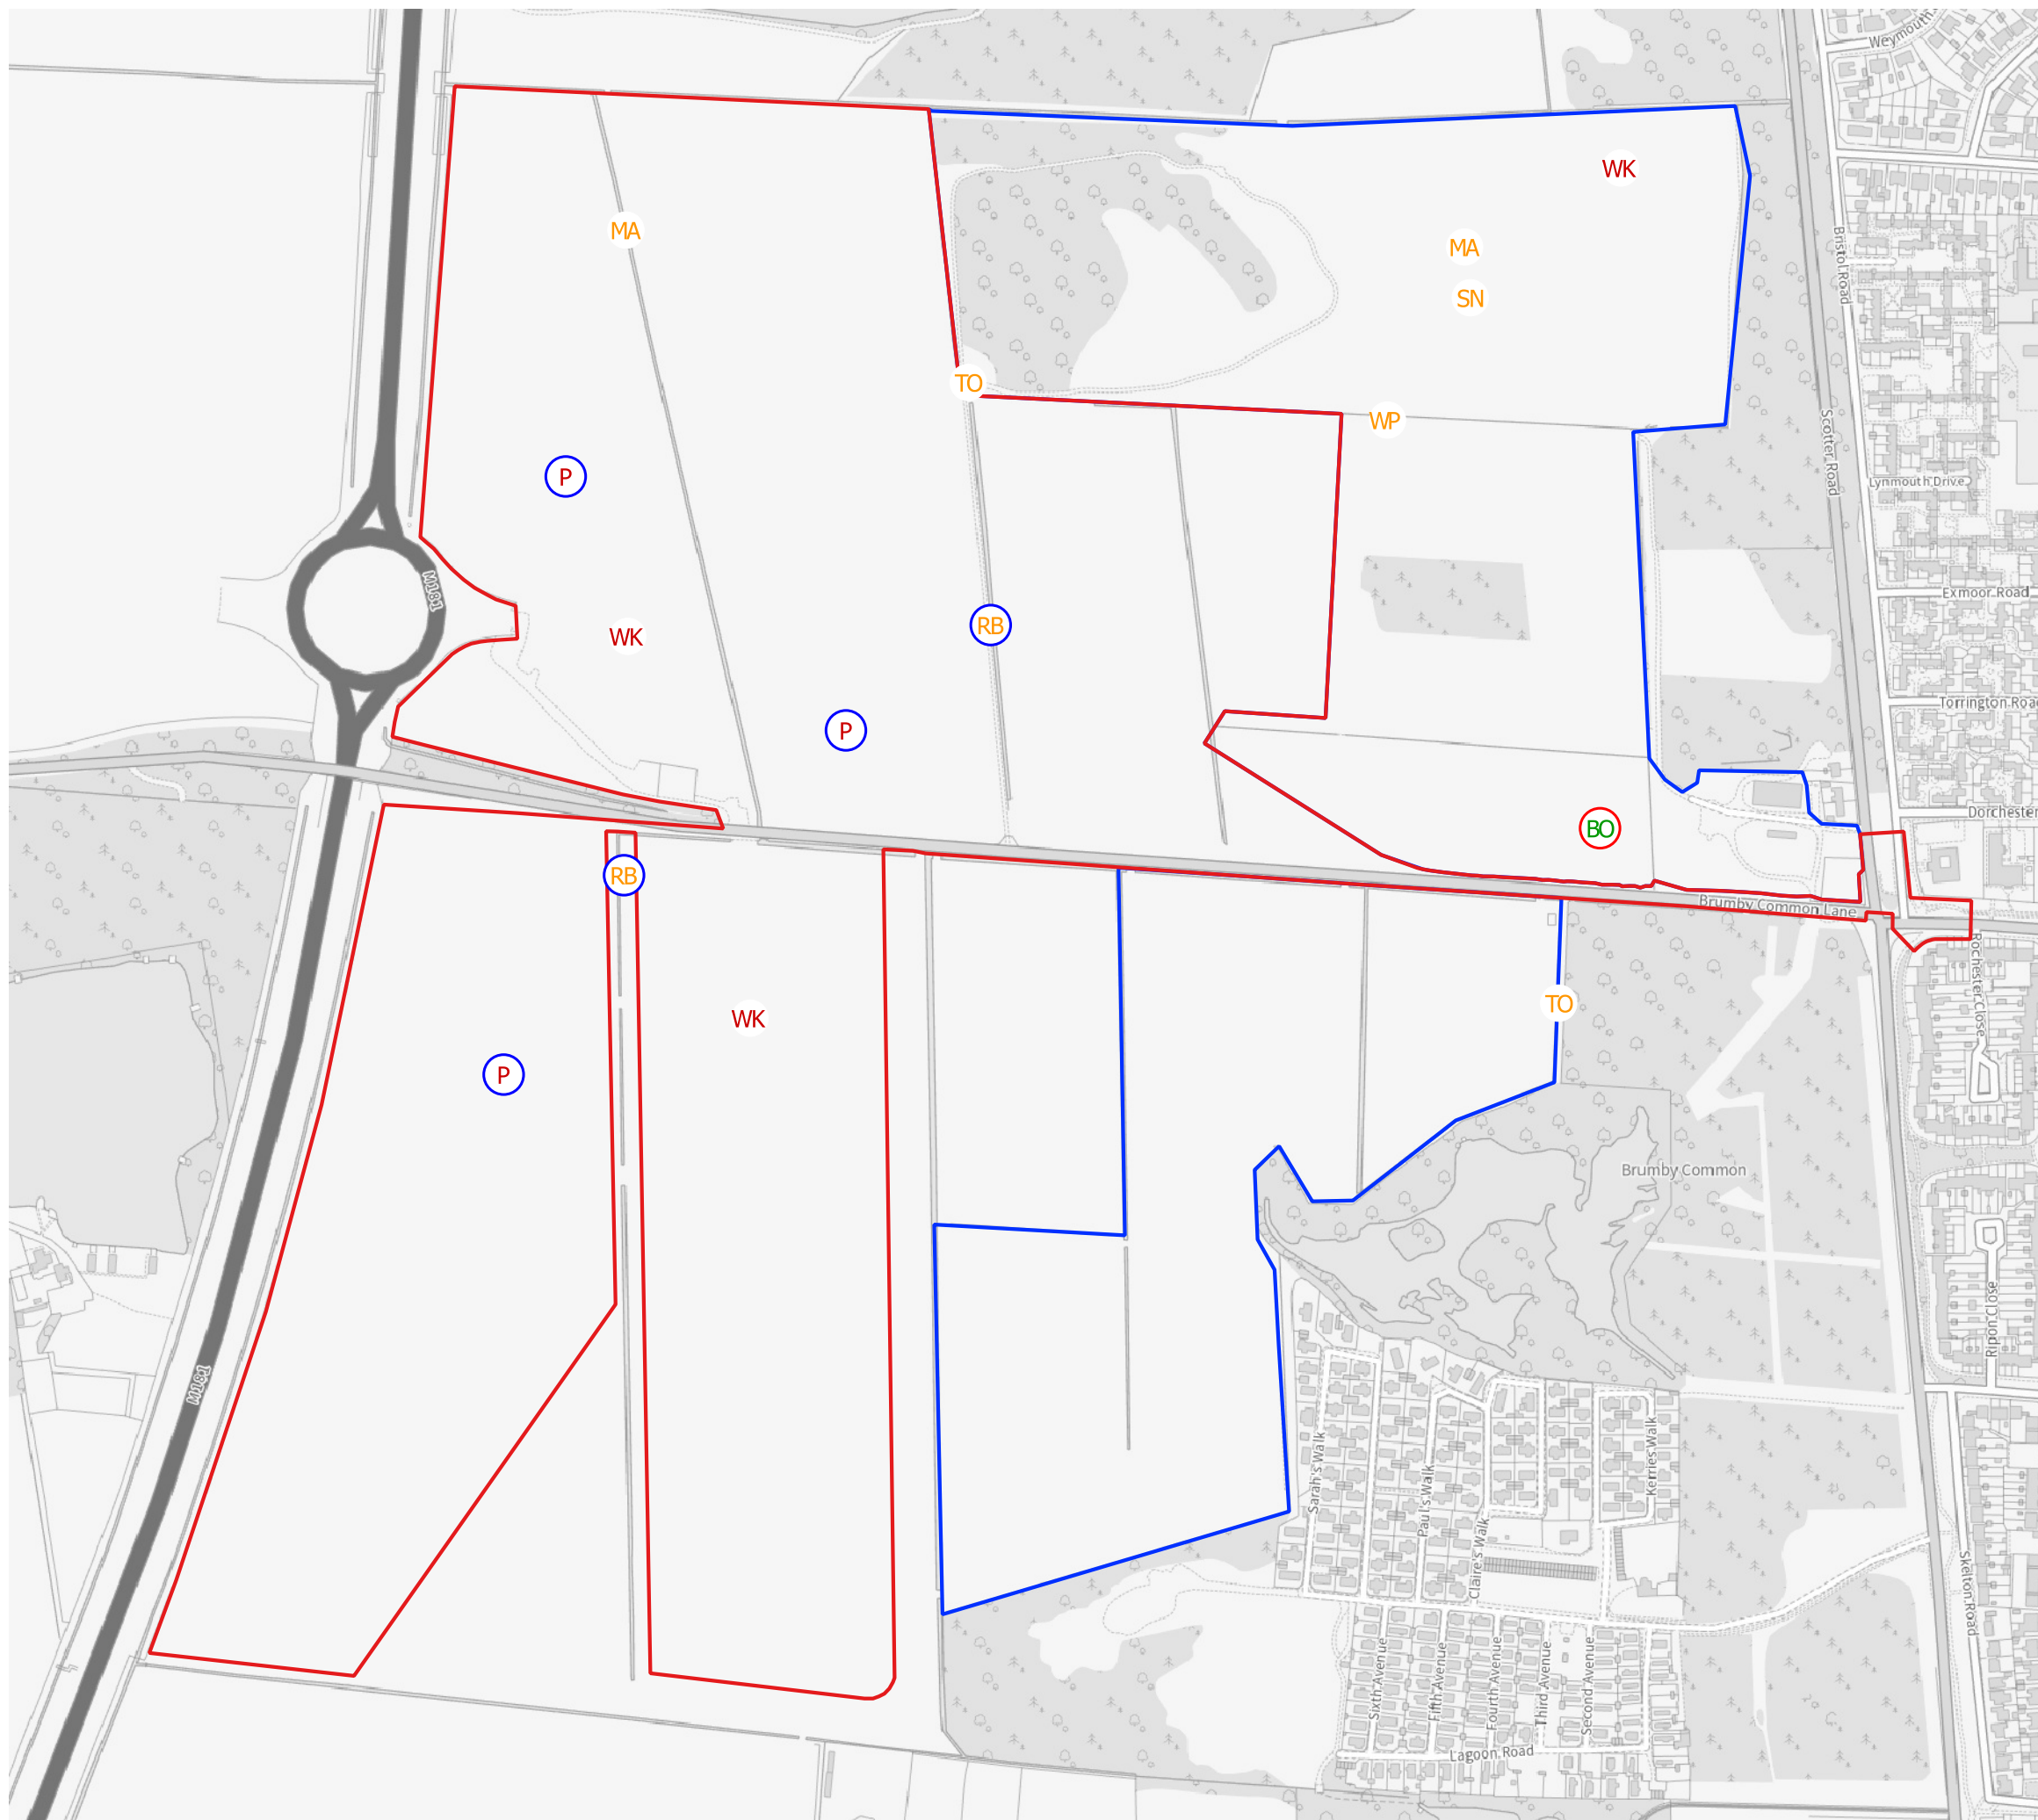 Weymouth
WK
MA
MA
Bristol Road
SN
TO
WP
Scotter Road
P
Lynmouth Drive
M181
Exmoor Road
RB
WK
Torrington Roa
P
Dorchester
BO
RB
Brumby Common Lane
Rochester Close
TO
WK
P
Brumby Common
Ripon Close
M181
Sarah's Walk
Paul's Walk
Kerrie's Walk
Claire's Walk
Skelton Road
Sixth Avenue
Fifth Avenue
Fourth Avenue
Third Avenue
Second Avenue
Lagoon Road